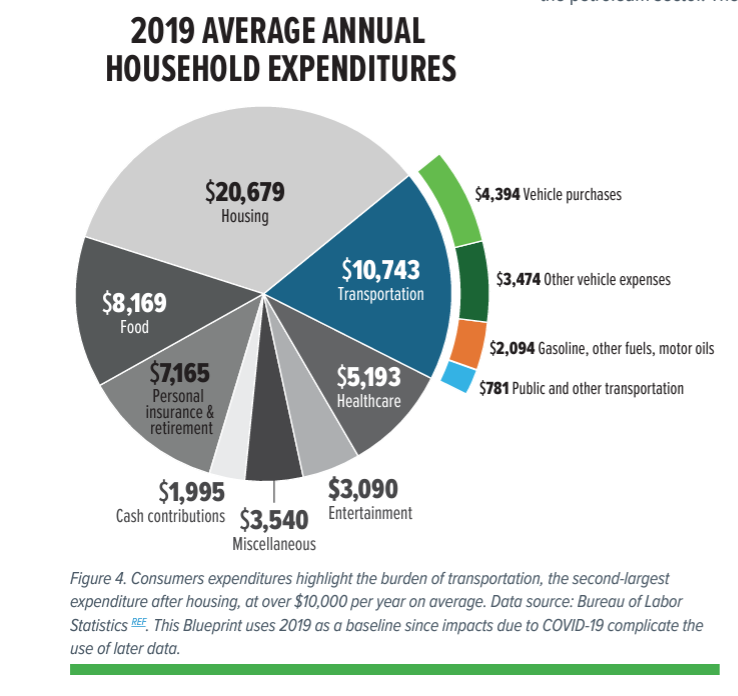 2019 AVERAGE ANNUAL
HOUSEHOLD EXPENDITURES
$20,679
Housing
$10,743
Transportation
$4,394 Vehicle purchases
$3,474 Other vehicle expenses
$2,094 Gasoline, other fuels, motor oils
$781 Public and other transportation
$8,169
Food
$7,165
Personal
insurance &
retirement
$5,193
Healthcare
$1,995
Cash contributions
$3,540
Miscellaneous
$3,090
Entertainment
Figure 4. Consumers expenditures highlight the burden of transportation, the second-largest
expenditure after housing, at over $10,000 per year on average. Data source: Bureau of Labor
Statistics REF. This Blueprint uses 2019 as a baseline since impacts due to COVID-19 complicate the
use of later data.